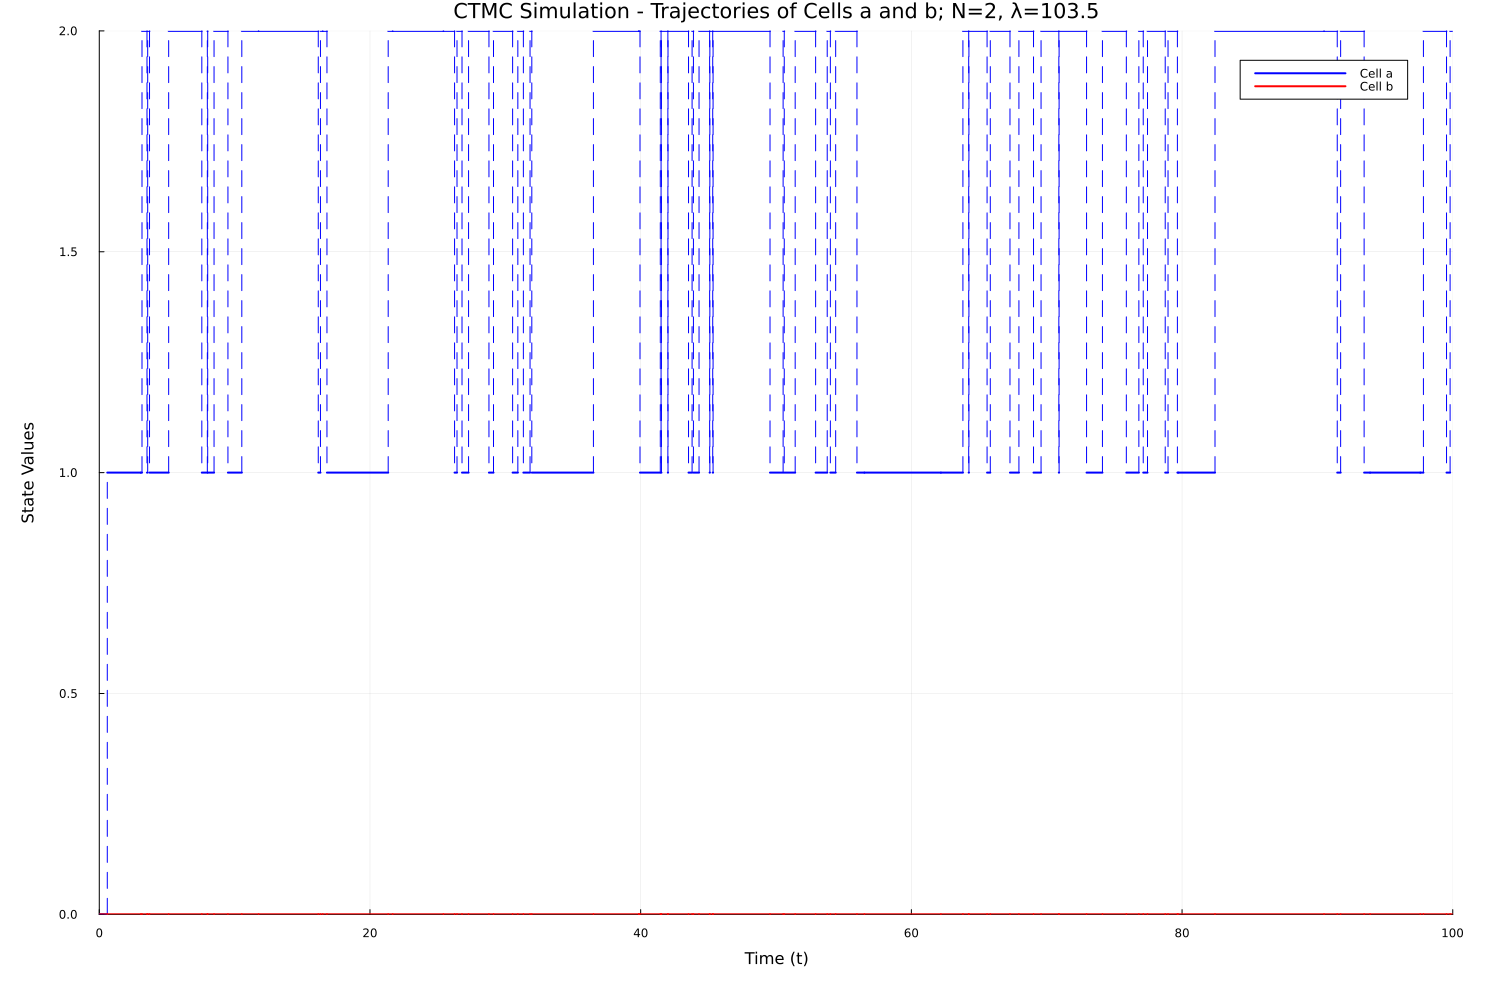 CTMC Simulation - Trajectories of Cells a and b; N=2, λ=103.5
Cell a
Cell b
State Values
2.0
1.5
1.0
0.5
0.0
0 20 40 60 80 100
Time (t)